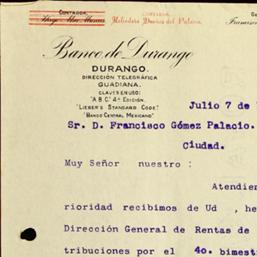 CONTADOR,
Banco de Durango
DURANGO.
DIRECCIÓN TELEGRÁFICA
GUADIANA.
CLAVES EN USO:
"A B C" 4ª EDICIÓN.
"LIEBER'S STANDARD CODE"
"BANCO CENTRAL MEXICANO"
Julio 7 de
Sr. D. Francisco Gómez Palacio.
Ciudad.
Muy Señor nuestro :
Atendien
rioridad recibimos de Ud , he
Dirección General de Rentas de
tribuciones por el 4o. bimest